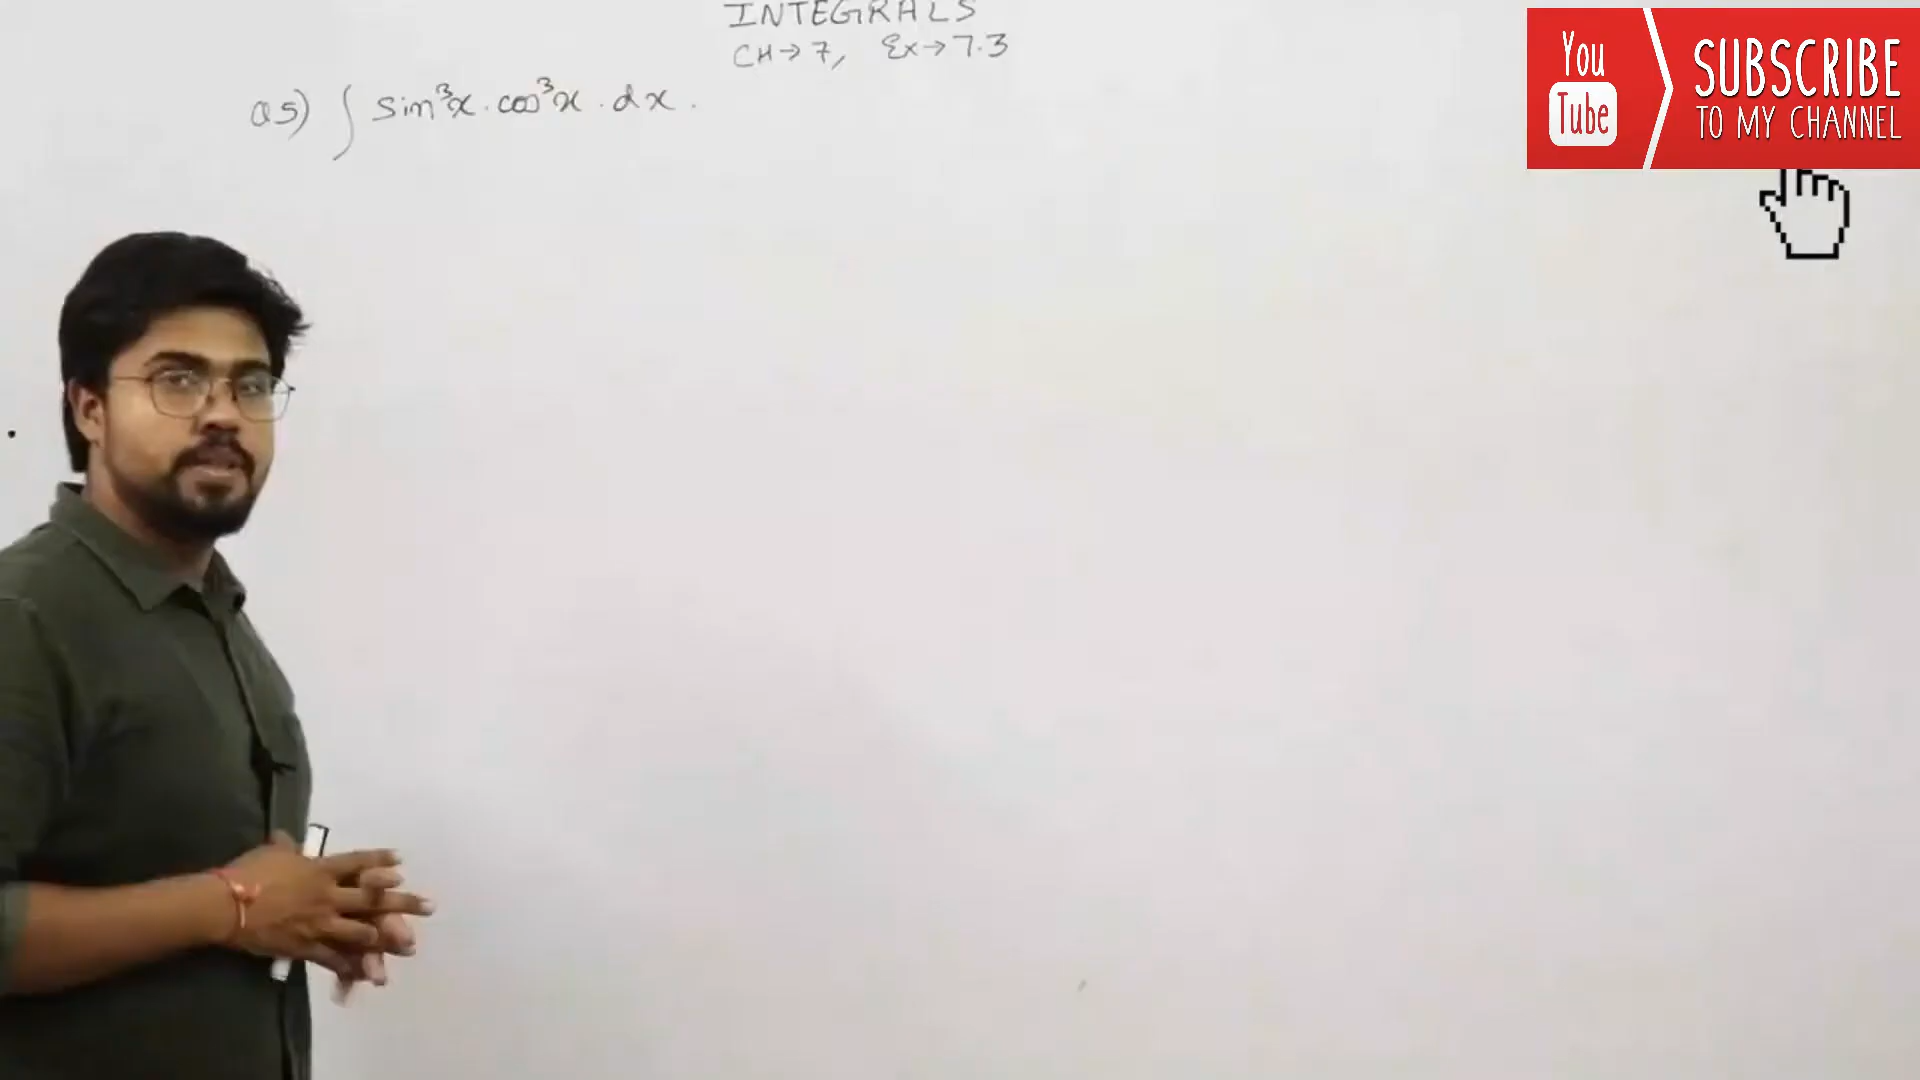 INTEGRALS
CH→7, Ex→7.3
Q5) ∫ sin³x . cos³x . dx .
You Tube
SUBSCRIBE
TO MY CHANNEL